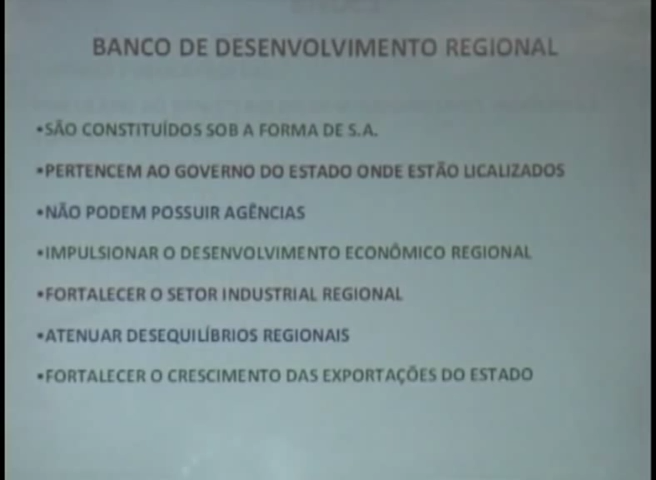 BANCO DE DESENVOLVIMENTO REGIONAL
•SÃO CONSTITUÍDOS SOB A FORMA DE S.A.
•PERTENCEM AO GOVERNO DO ESTADO ONDE ESTÃO LICALIZADOS
•NÃO PODEM POSSUIR AGÊNCIAS
•IMPULSIONAR O DESENVOLVIMENTO ECONÔMICO REGIONAL
•FORTALECER O SETOR INDUSTRIAL REGIONAL
•ATENUAR DESEQUILÍBRIOS REGIONAIS
•FORTALECER O CRESCIMENTO DAS EXPORTAÇÕES DO ESTADO